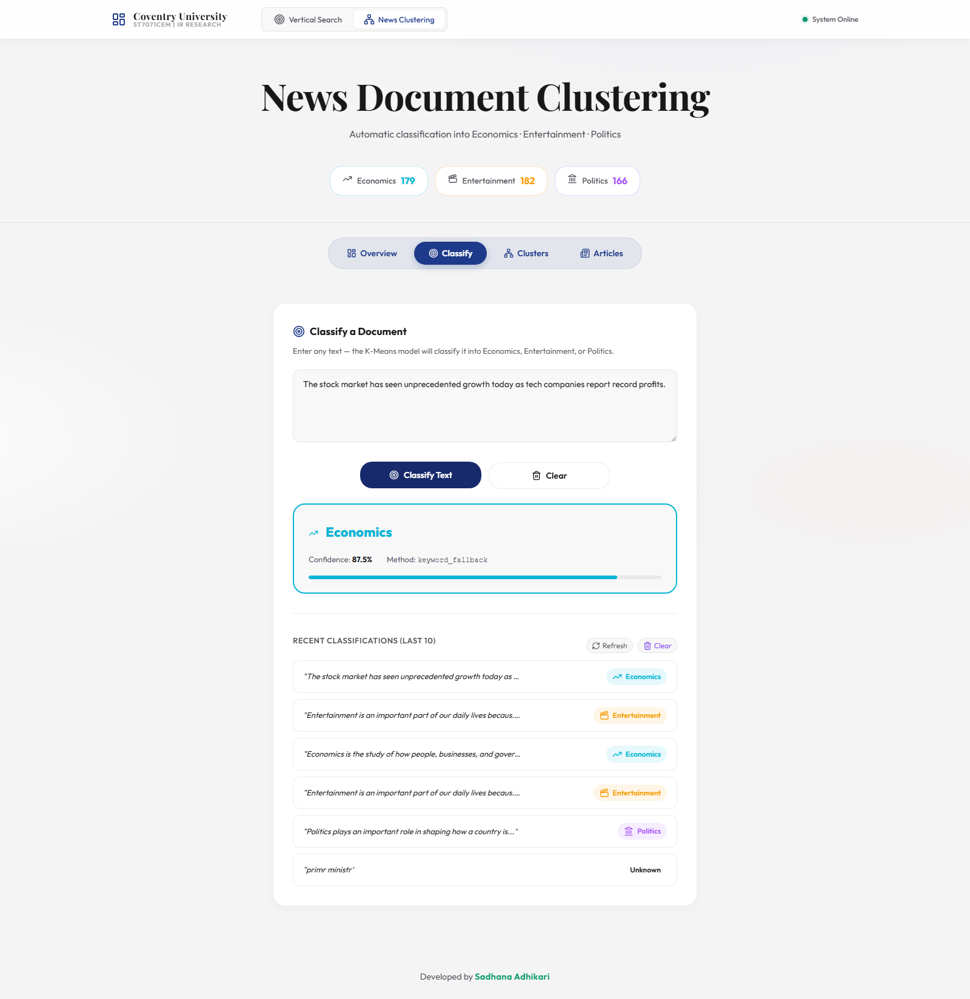 Coventry University
ST7071CEM | IR RESEARCH
Vertical Search
News Clustering
System Online
News Document Clustering
Automatic classification into Economics · Entertainment · Politics
Economics 179
Entertainment 182
Politics 166
Overview
Classify
Clusters
Articles
Classify a Document
Enter any text — the K-Means model will classify it into Economics, Entertainment, or Politics.
The stock market has seen unprecedented growth today as tech companies report record profits.
Classify Text
Clear
Economics
Confidence: 87.5% Method: keyword_fallback
RECENT CLASSIFICATIONS (LAST 10)
Refresh
Clear
"The stock market has seen unprecedented growth today as ...
Economics
"Entertainment is an important part of our daily lives becaus....
Entertainment
"Economics is the study of how people, businesses, and gover...
Economics
"Entertainment is an important part of our daily lives becaus....
Entertainment
"Politics plays an important role in shaping how a country is..."
Politics
"primr ministr"
Unknown
Developed by Sadhana Adhikari